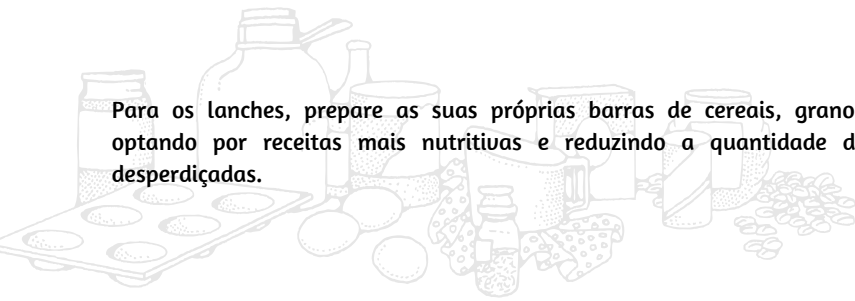 Para os lanches, prepare as suas próprias barras de cereais, grano
optando por receitas mais nutritivas e reduzindo a quantidade d
desperdiçadas.